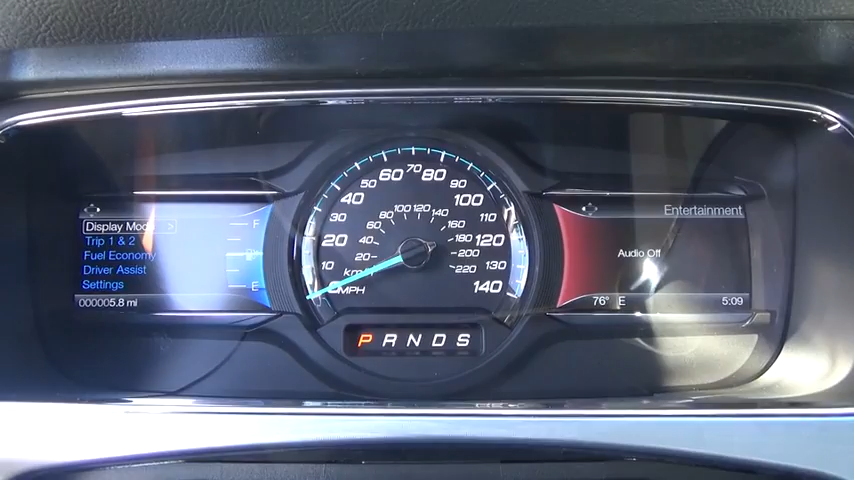 Display Mode >
Trip 1 & 2
Fuel Economy
Driver Assist
Settings
000005.8 mi
F
E
0 10 20 30 40 50 60 70 80 90 100 110 120 130 140
MPH
20 40 60 80 100 120 140 160 180 200 220
km/h
P R N D S
Entertainment
Audio Off
76° E 5:09